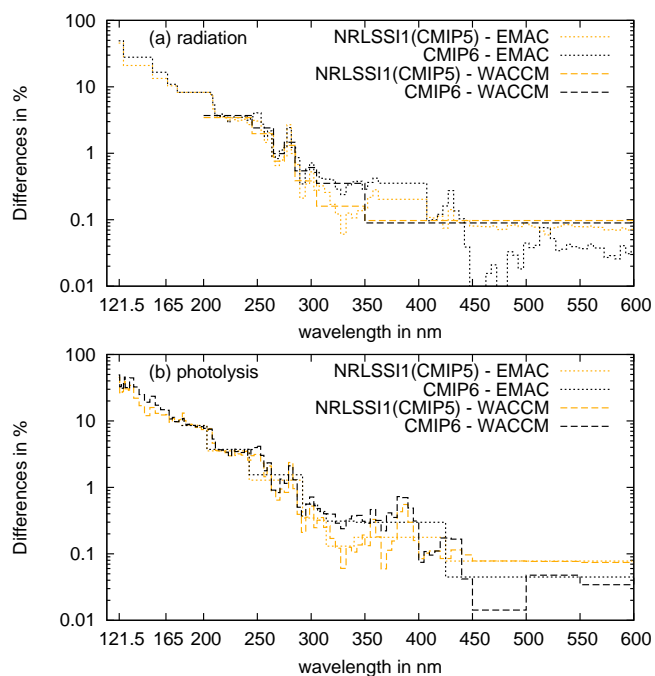 (a) radiation
NRLSSI1(CMIP5) - EMAC
CMIP6 - EMAC
NRLSSI1(CMIP5) - WACCM
CMIP6 - WACCM
Differences in %
100
10
1
0.1
0.01
121.5 165 200 250 300 350 400 450 500 550 600
wavelength in nm
(b) photolysis
NRLSSI1(CMIP5) - EMAC
CMIP6 - EMAC
NRLSSI1(CMIP5) - WACCM
CMIP6 - WACCM
Differences in %
100
10
1
0.1
0.01
121.5 165 200 250 300 350 400 450 500 550 600
wavelength in nm